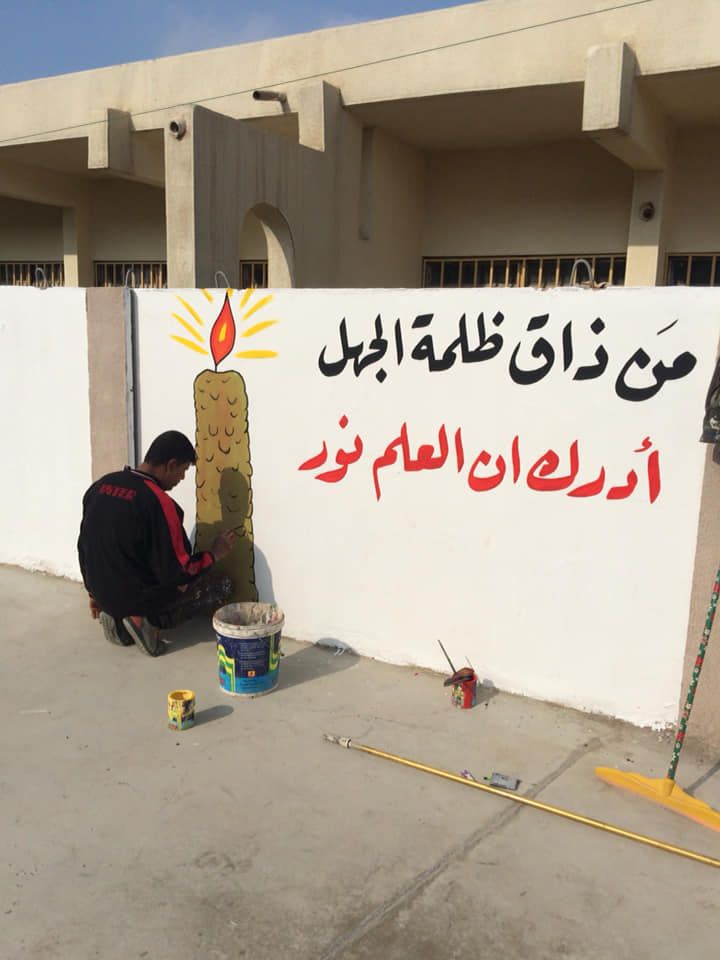 مَن ذاق ظلمة الجهل
أدرك ان العلم نور